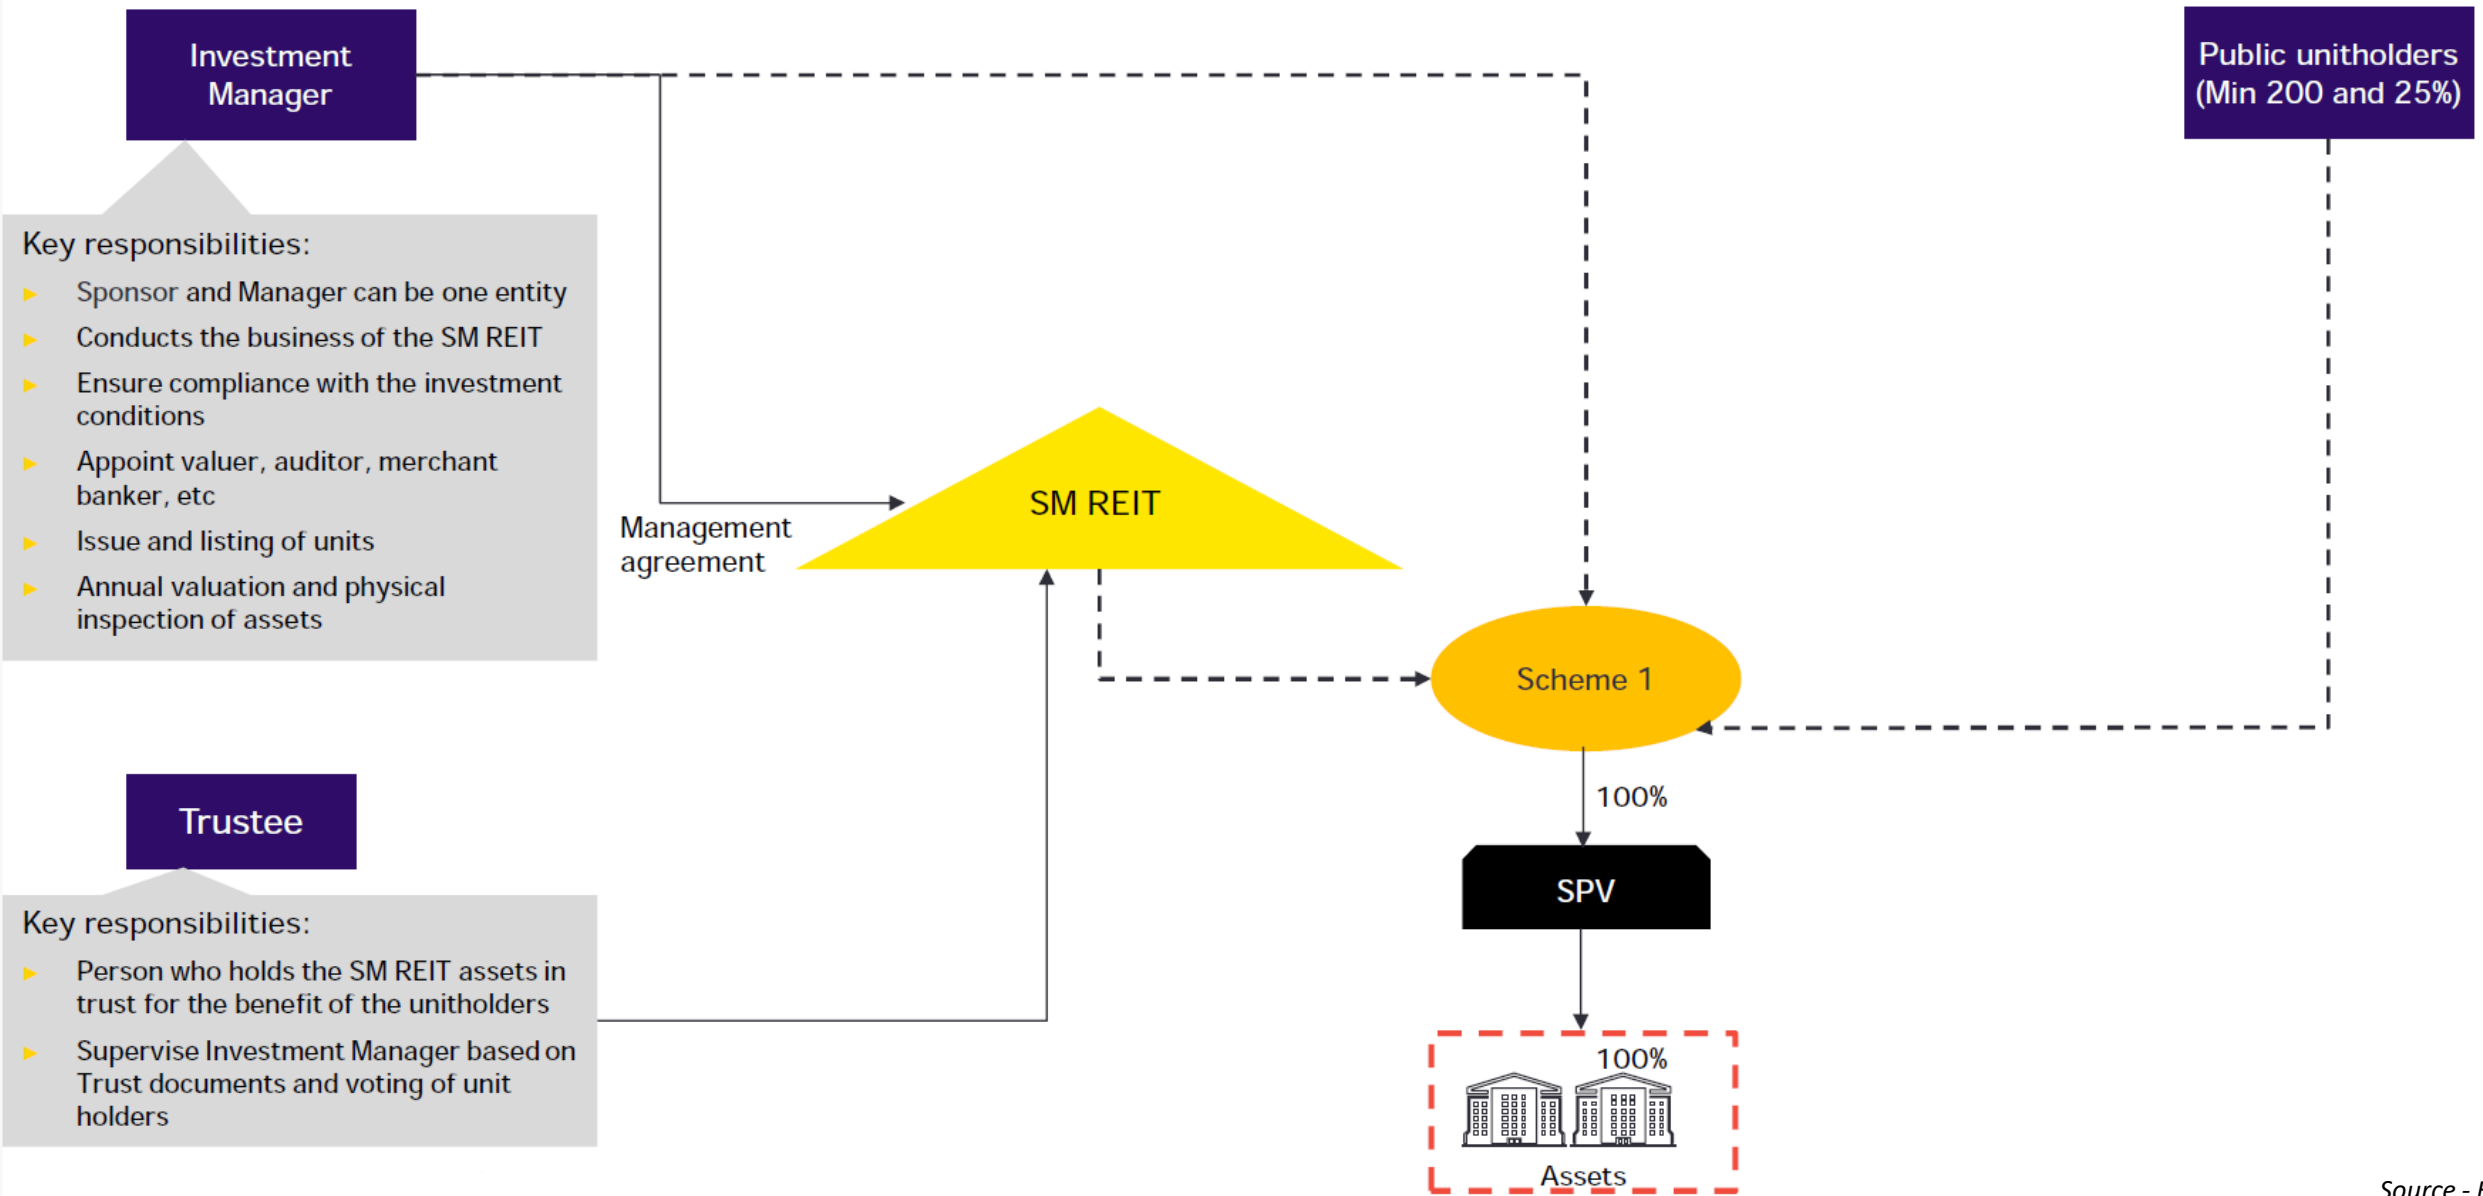 Investment
Manager
Public unitholders
(Min 200 and 25%)
Key responsibilities:
► Sponsor and Manager can be one entity
► Conducts the business of the SM REIT
► Ensure compliance with the investment
conditions
► Appoint valuer, auditor, merchant
banker, etc
► Issue and listing of units
► Annual valuation and physical
inspection of assets
Management
agreement
SM REIT
Scheme 1
100%
SPV
100%
Assets
Trustee
Key responsibilities:
► Person who holds the SM REIT assets in
trust for the benefit of the unitholders
► Supervise Investment Manager based on
Trust documents and voting of unit
holders
Source -